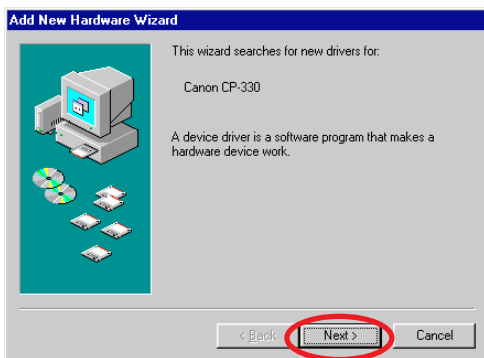 Add New Hardware Wizard
This wizard searches for new drivers for:
Canon CP-330
A device driver is a software program that makes a
hardware device work.
< Back
Next >
Cancel